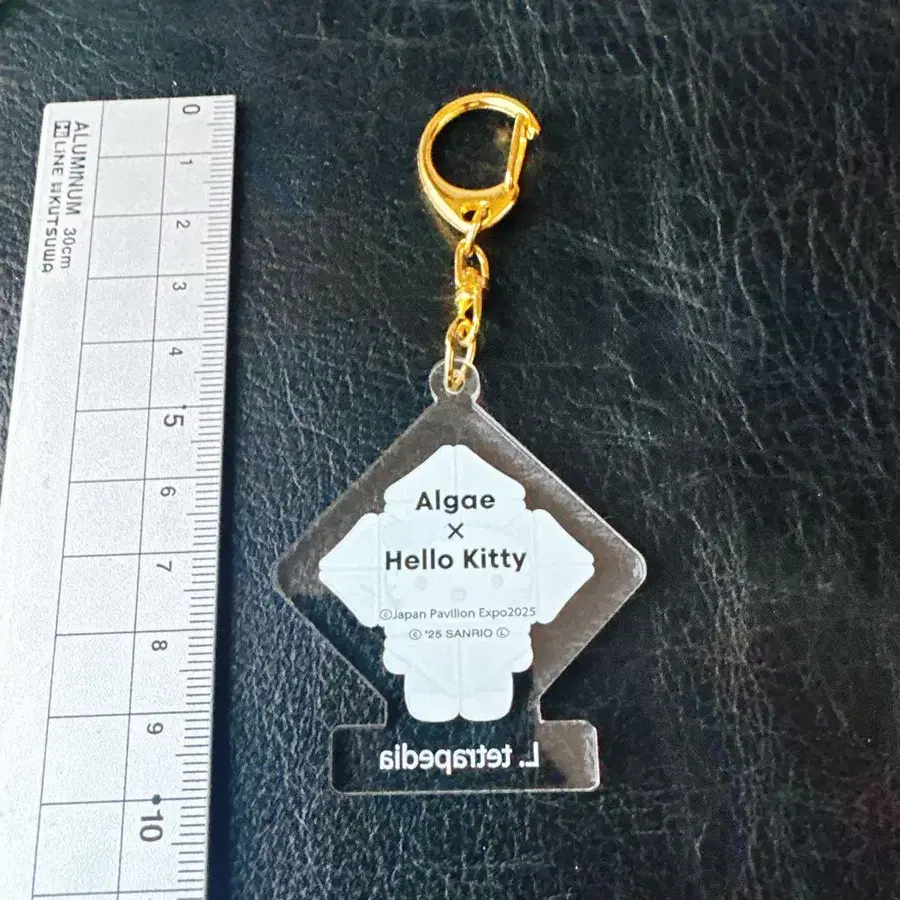 ALUMINUM 30cm
LINE KUTSUWA
0
1
2
3
4
5
6
7
8
9
10
Algae
×
Hello Kitty
©Japan Pavilion Expo2025
© '25 SANRIO Ⓛ
L. tetrapedia